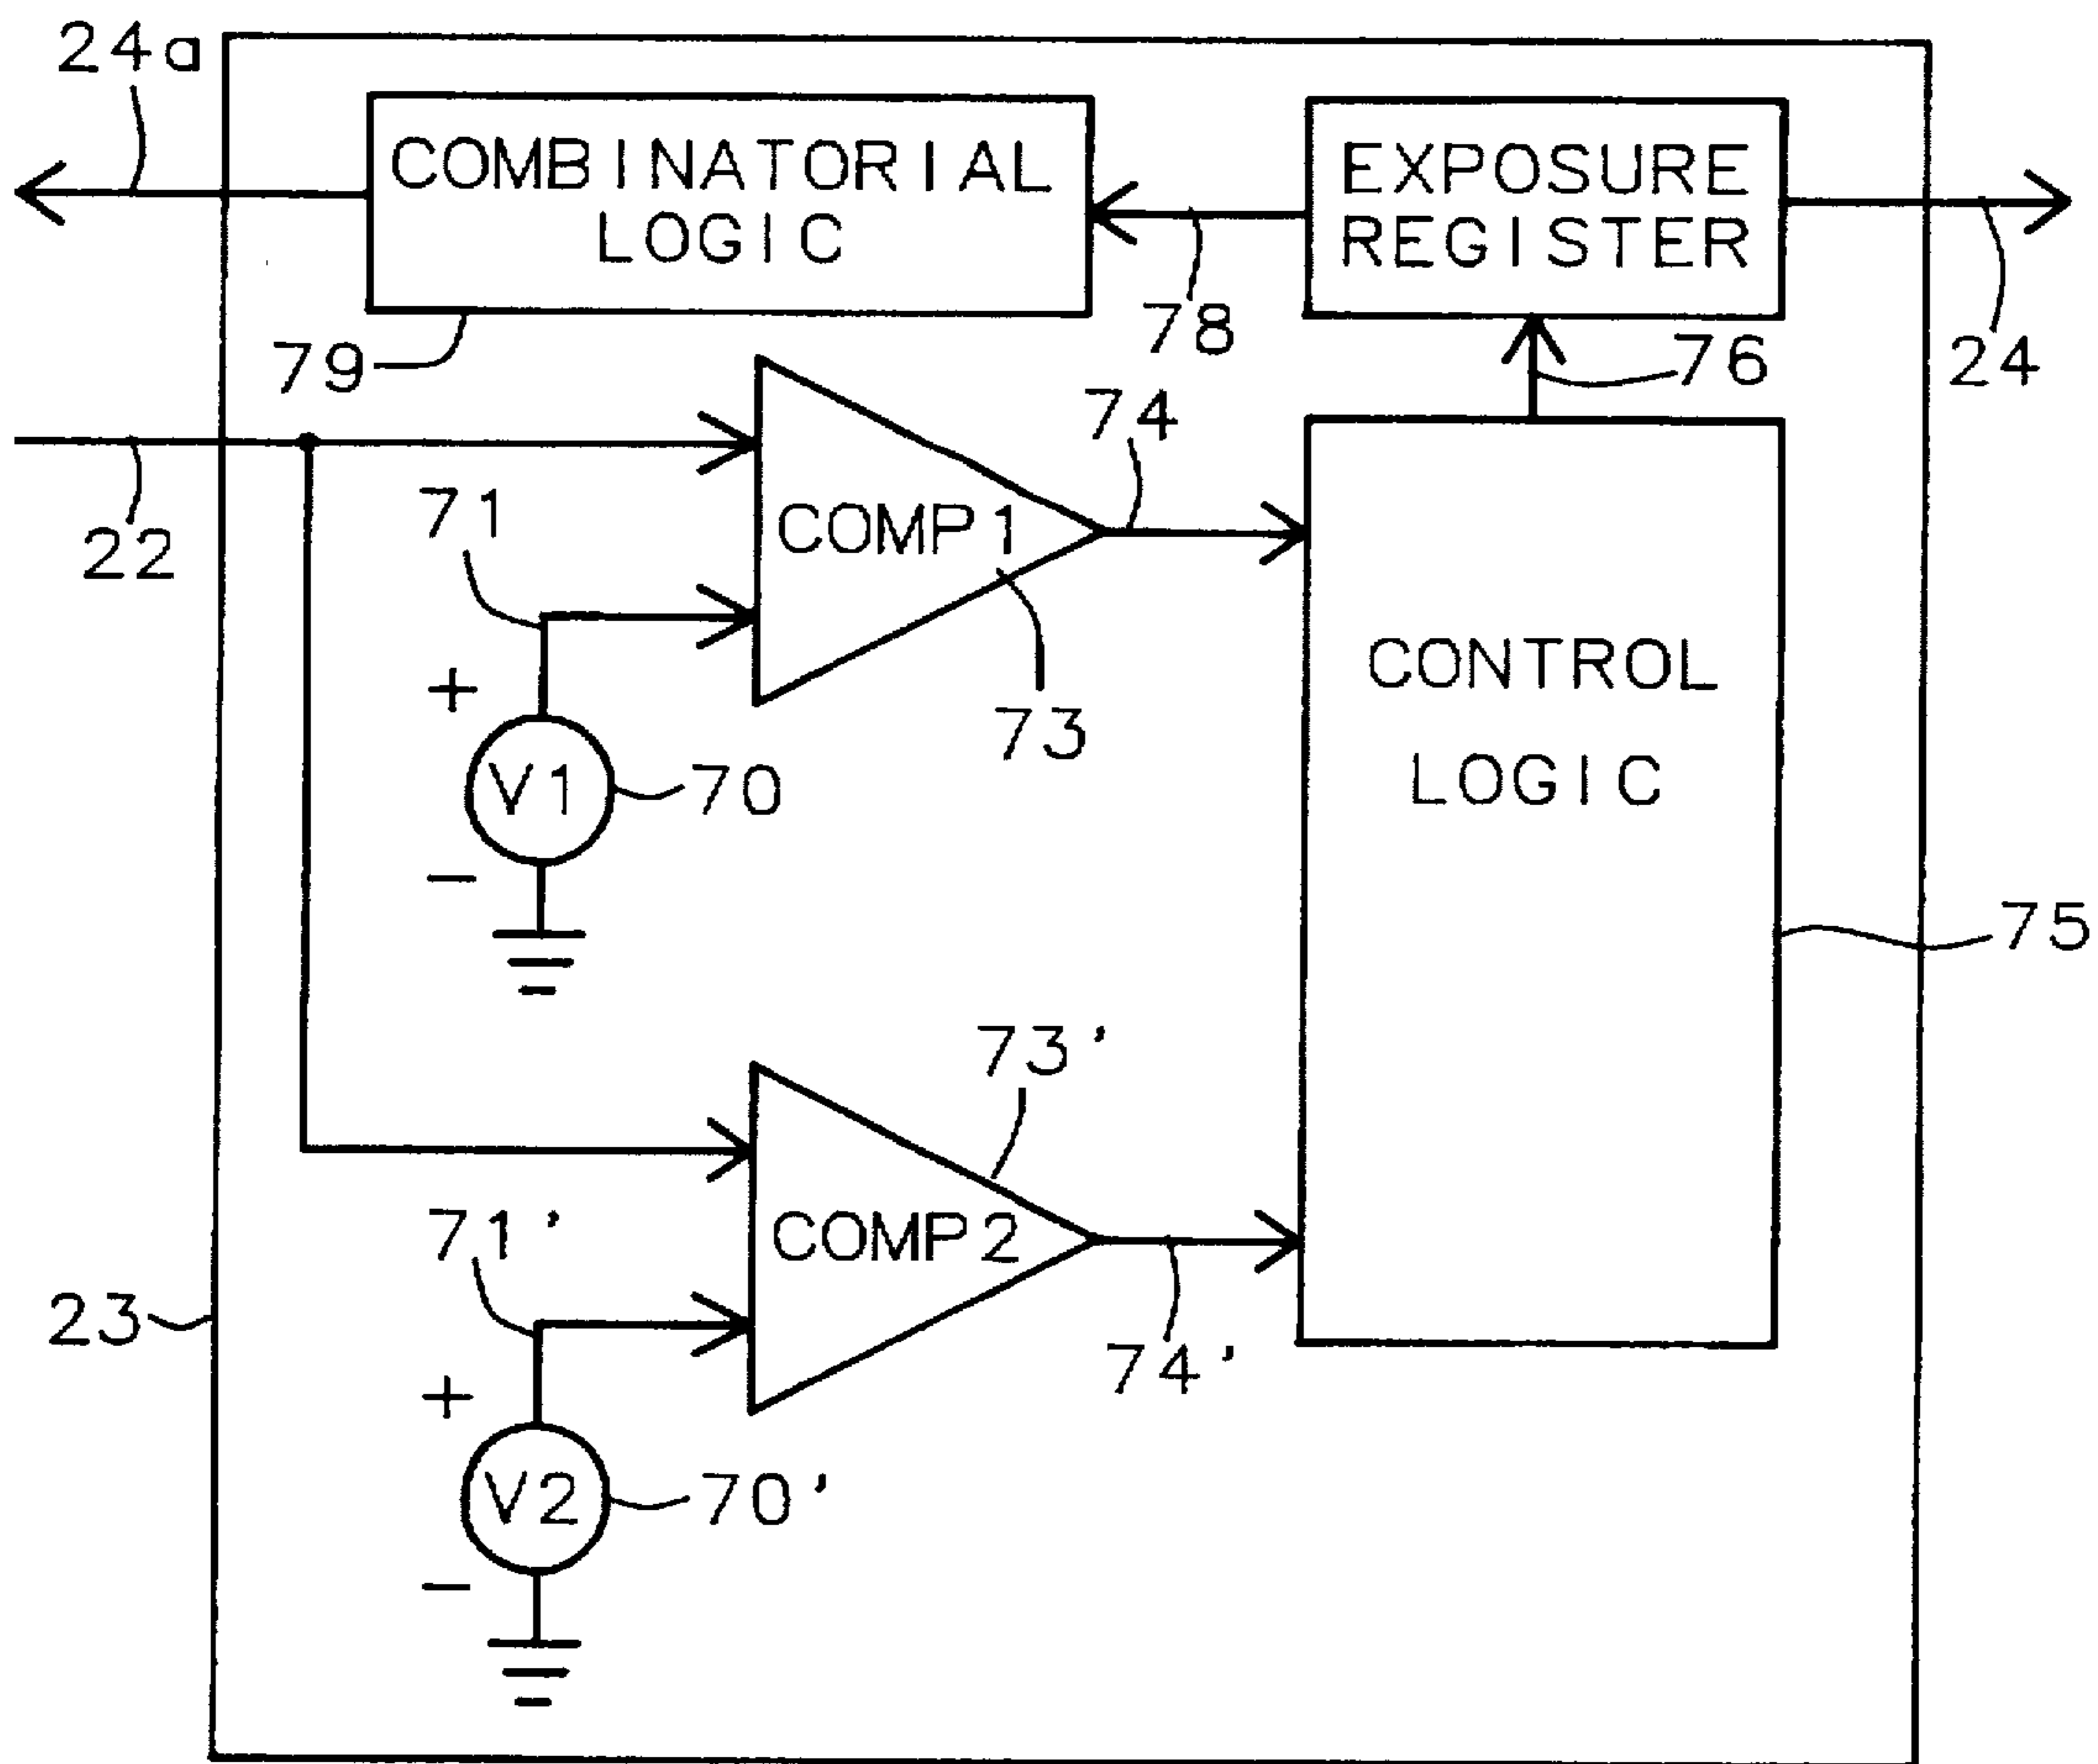 24a
COMBINATORIAL
LOGIC
EXPOSURE
REGISTER
78
79
76
24
74
22
71
COMP1
CONTROL
LOGIC
73
+
V1
70
−
75
73'
71'
COMP2
23
74'
+
V2
70'
−